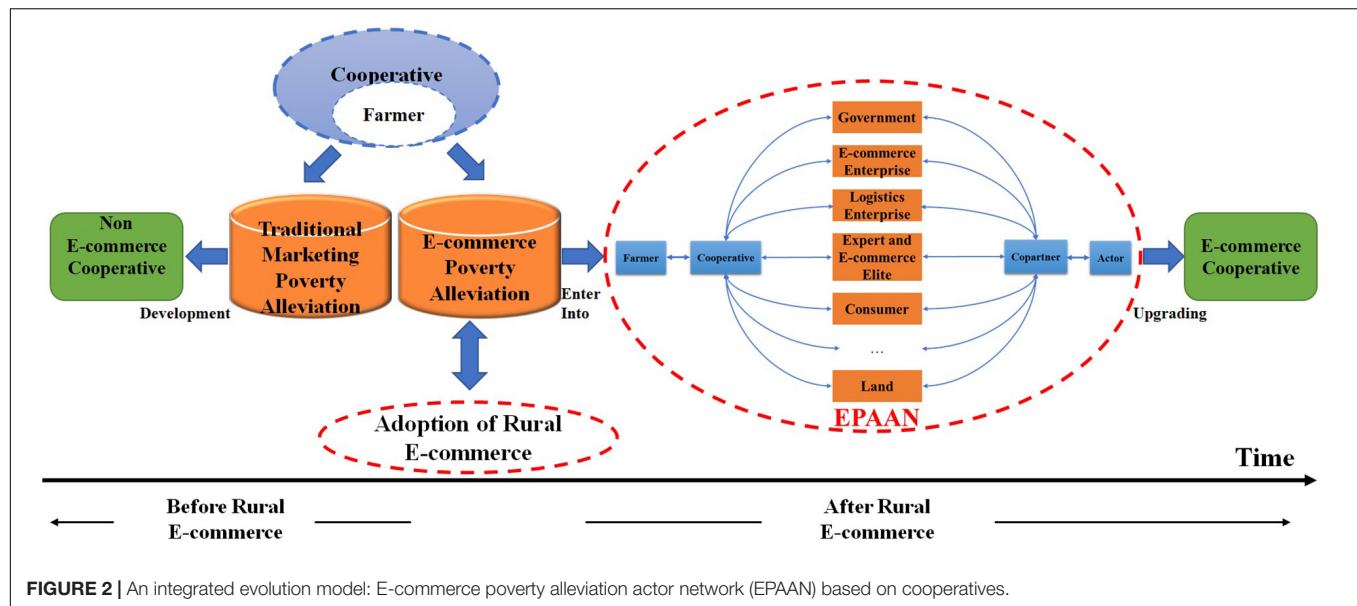 Cooperative
Farmer
Non
E-commerce
Cooperative
Development
Traditional
Marketing
Poverty
Alleviation
E-commerce
Poverty
Alleviation
Enter
Into
Adoption of Rural
E-commerce
Farmer
Cooperative
Government
E-commerce
Enterprise
Logistics
Enterprise
Expert and
E-commerce
Elite
Consumer
...
Land
EPAAN
Copartner
Actor
Upgrading
E-commerce
Cooperative
Time
Before Rural
E-commerce
After Rural
E-commerce
FIGURE 2 | An integrated evolution model: E-commerce poverty alleviation actor network (EPAAN) based on cooperatives.